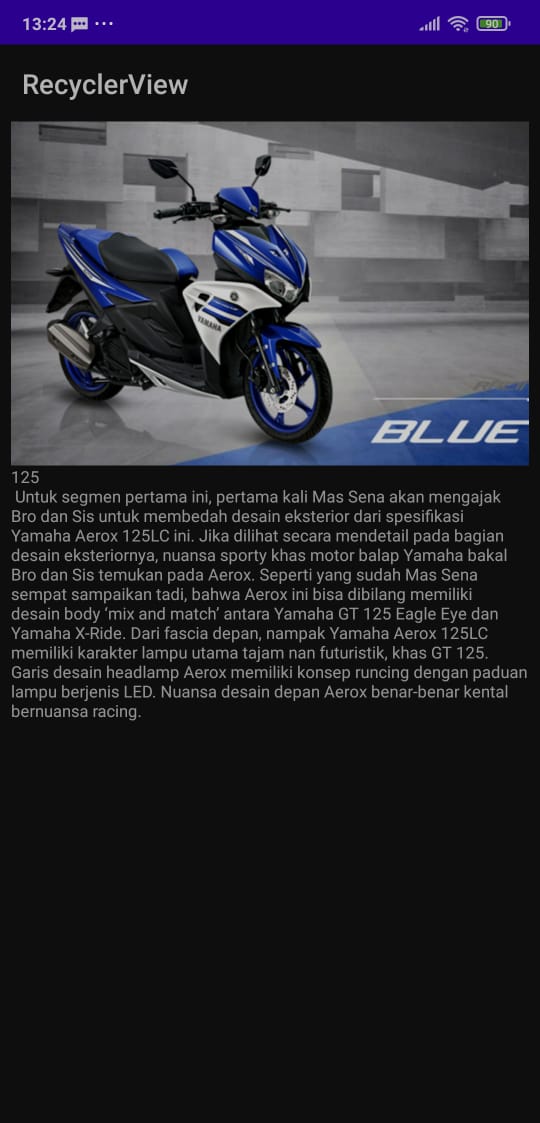 13:24
90
RecyclerView
YAMAHA
BLUE
125
Untuk segmen pertama ini, pertama kali Mas Sena akan mengajak
Bro dan Sis untuk membedah desain eksterior dari spesifikasi
Yamaha Aerox 125LC ini. Jika dilihat secara mendetail pada bagian
desain eksteriornya, nuansa sporty khas motor balap Yamaha bakal
Bro dan Sis temukan pada Aerox. Seperti yang sudah Mas Sena
sempat sampaikan tadi, bahwa Aerox ini bisa dibilang memiliki
desain body ‘mix and match’ antara Yamaha GT 125 Eagle Eye dan
Yamaha X-Ride. Dari fascia depan, nampak Yamaha Aerox 125LC
memiliki karakter lampu utama tajam nan futuristik, khas GT 125.
Garis desain headlamp Aerox memiliki konsep runcing dengan paduan
lampu berjenis LED. Nuansa desain depan Aerox benar-benar kental
bernuansa racing.